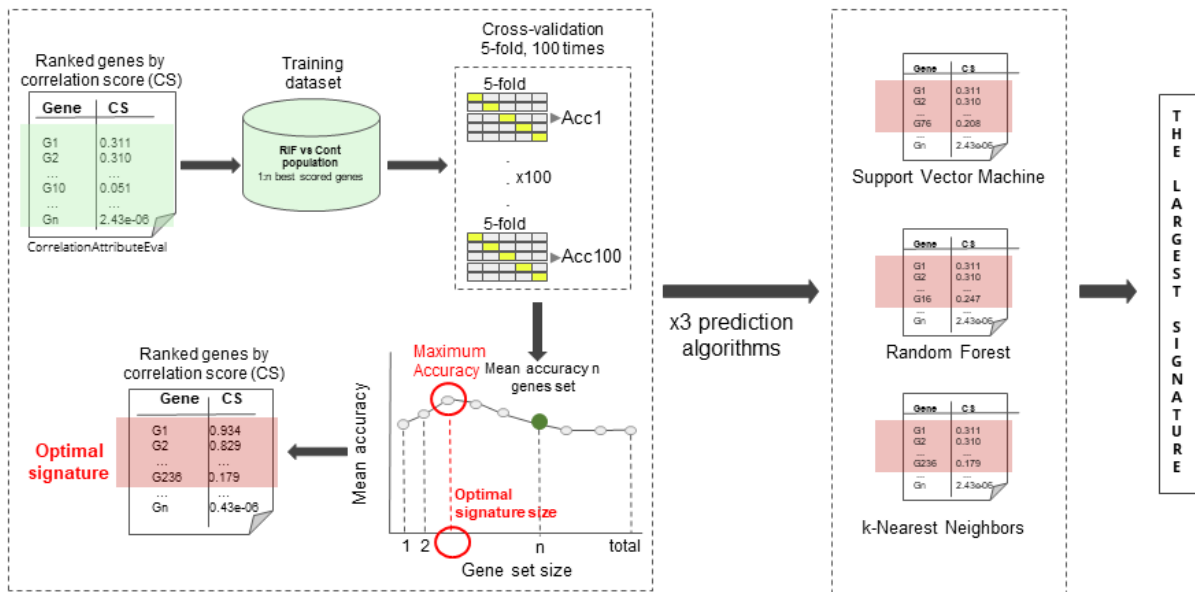 Ranked genes by
correlation score (CS)
Gene CS
G1 0.311
G2 0.310
... ...
G10 0.051
... ...
Gn 2.43e-06
CorrelationAttributeEval
Training
dataset
RIF vs Cont
population
1:n best scored genes
Cross-validation
5-fold, 100 times
5-fold
Acc1
.
. x100
.
5-fold
Acc100
Maximum
Accuracy
Mean accuracy n
genes set
Mean accuracy
Optimal
signature size
1 2 n total
Gene set size
Ranked genes by
correlation score (CS)
Gene CS
G1 0.934
G2 0.829
... ...
G236 0.179
... ...
Gn 0.43e-06
Optimal
signature
x3 prediction
algorithms
Gene CS
G1 0.311
G2 0.310
... ...
G76 0.208
... ...
Gn 2.43e-06
Support Vector Machine
Gene CS
G1 0.311
G2 0.310
... ...
G16 0.247
... ...
Gn 2.43e-06
Random Forest
Gene CS
G1 0.311
G2 0.310
... ...
G236 0.179
... ...
Gn 2.43e-06
k-Nearest Neighbors
THE LARGEST SIGNATURE